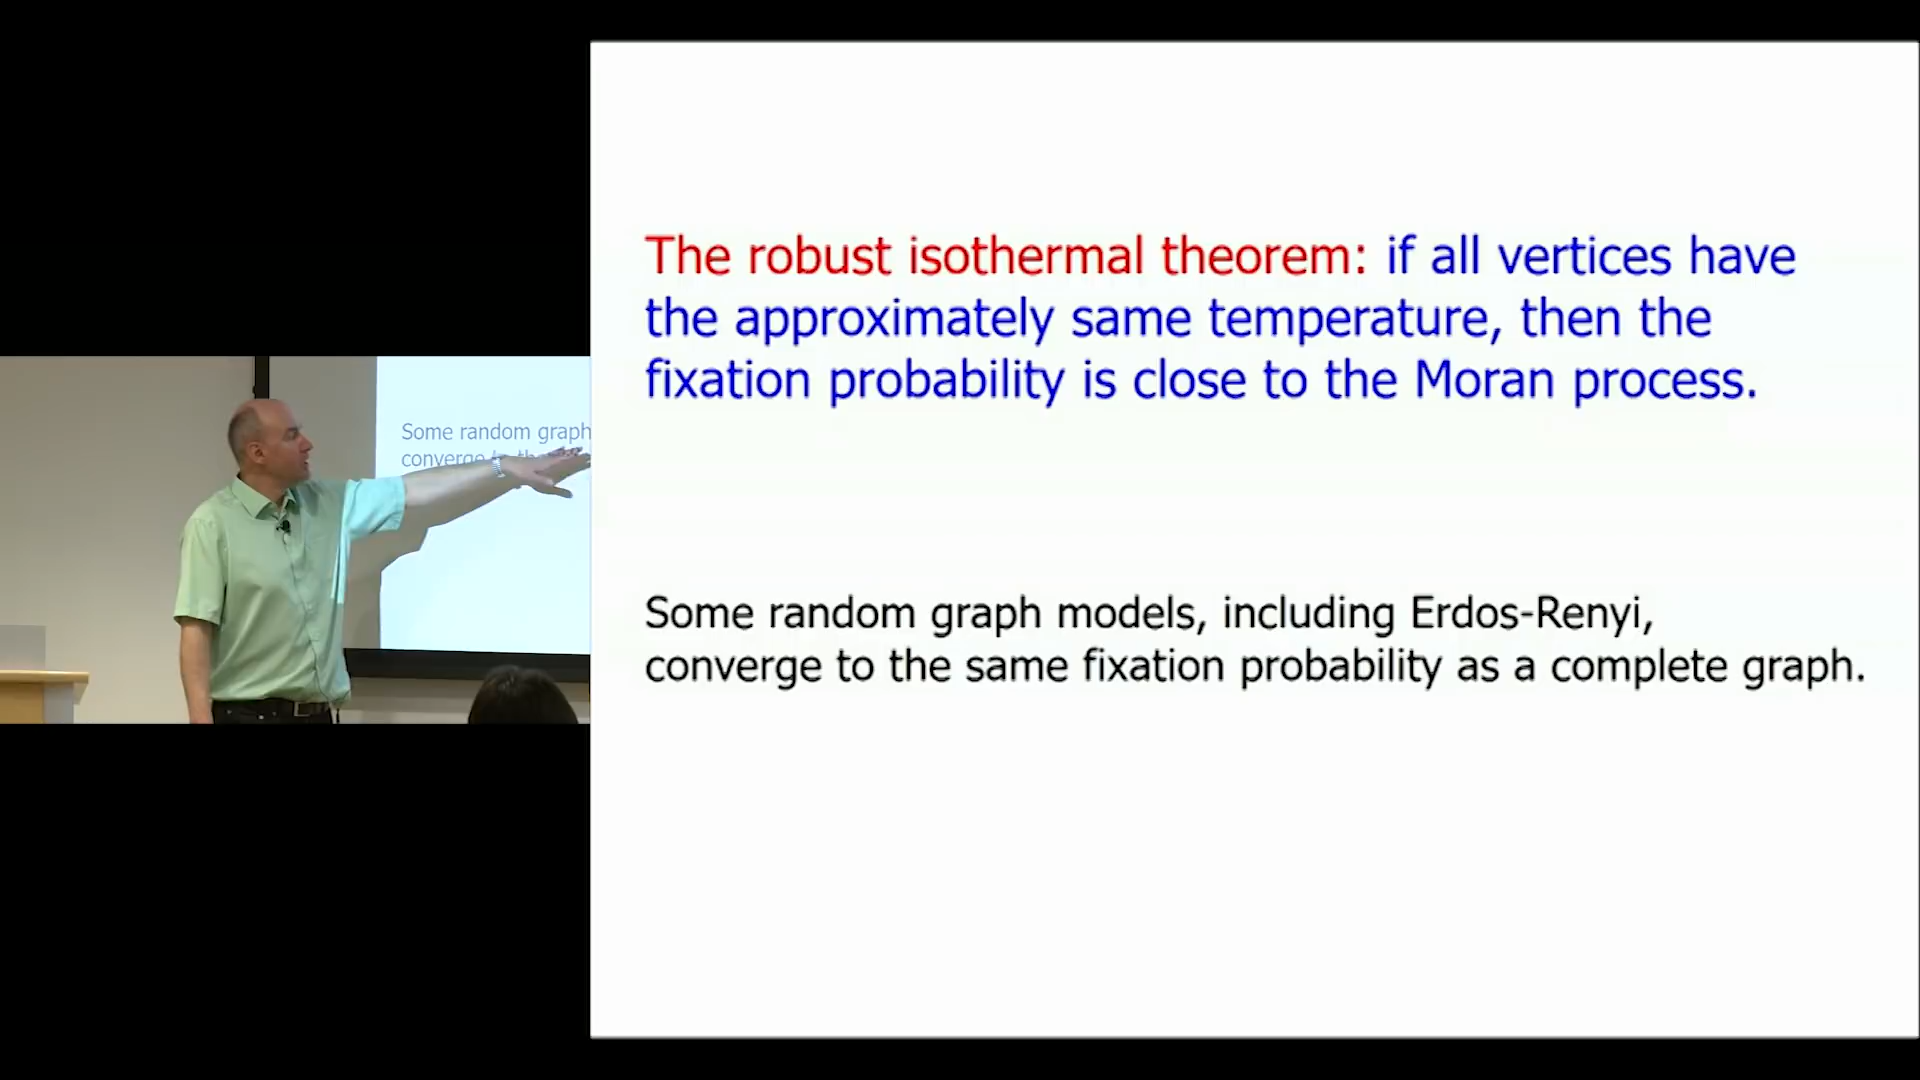 Some random graph
converge to the
The robust isothermal theorem: if all vertices have
the approximately same temperature, then the
fixation probability is close to the Moran process.
Some random graph models, including Erdos-Renyi,
converge to the same fixation probability as a complete graph.